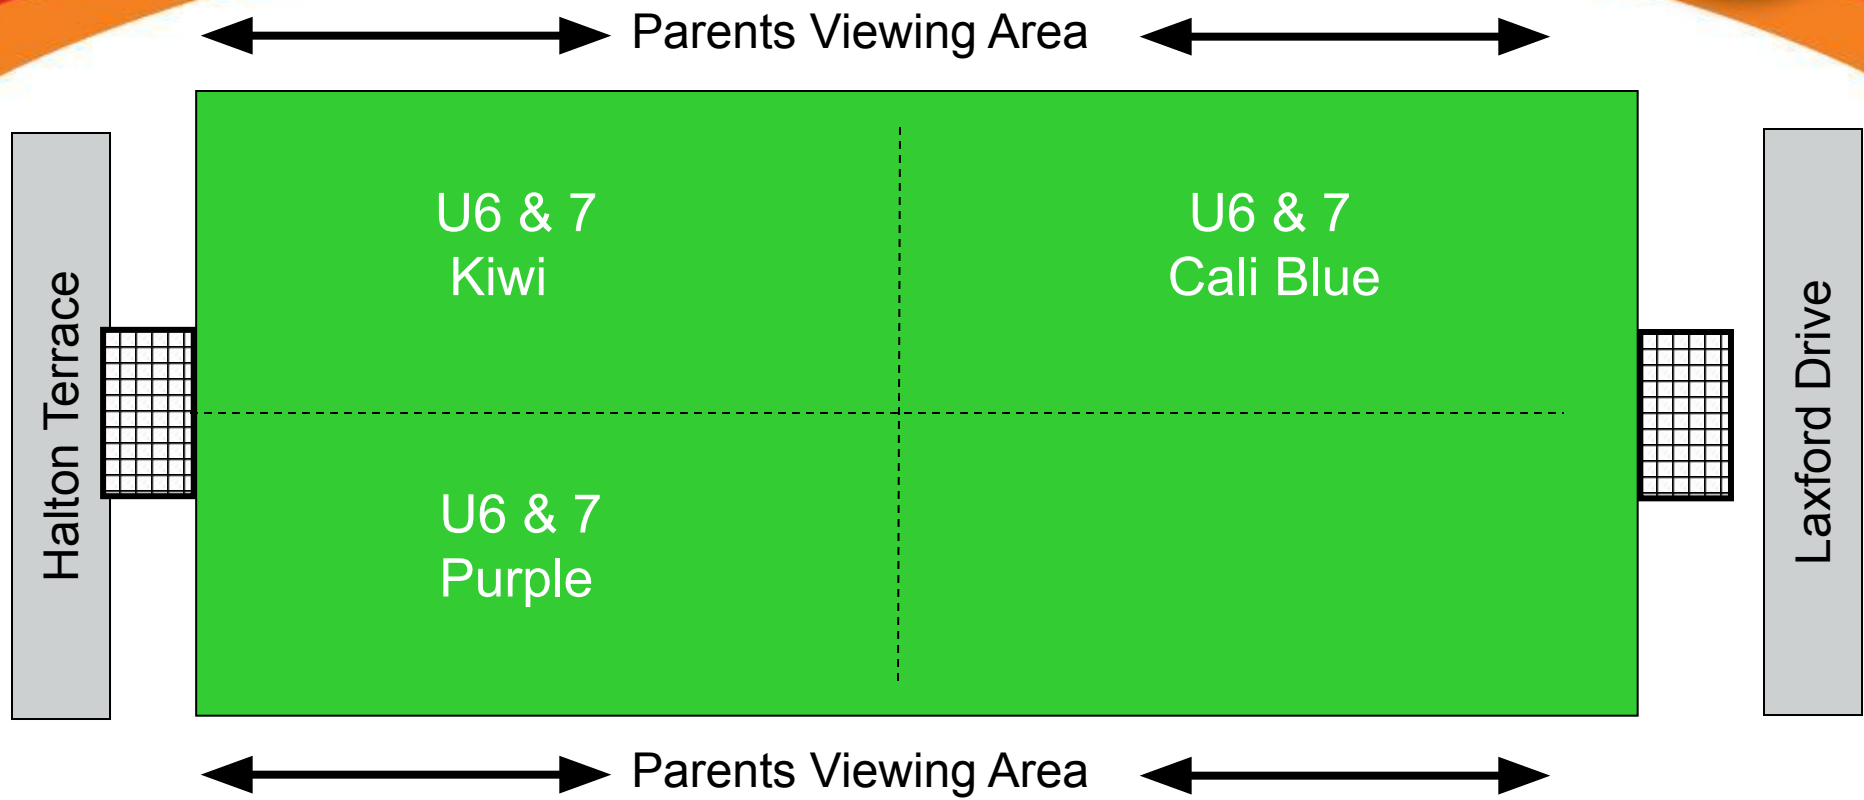 Parents Viewing Area
U6 & 7
Kiwi
U6 & 7
Cali Blue
Halton Terrace
Laxford Drive
U6 & 7
Purple
Parents Viewing Area